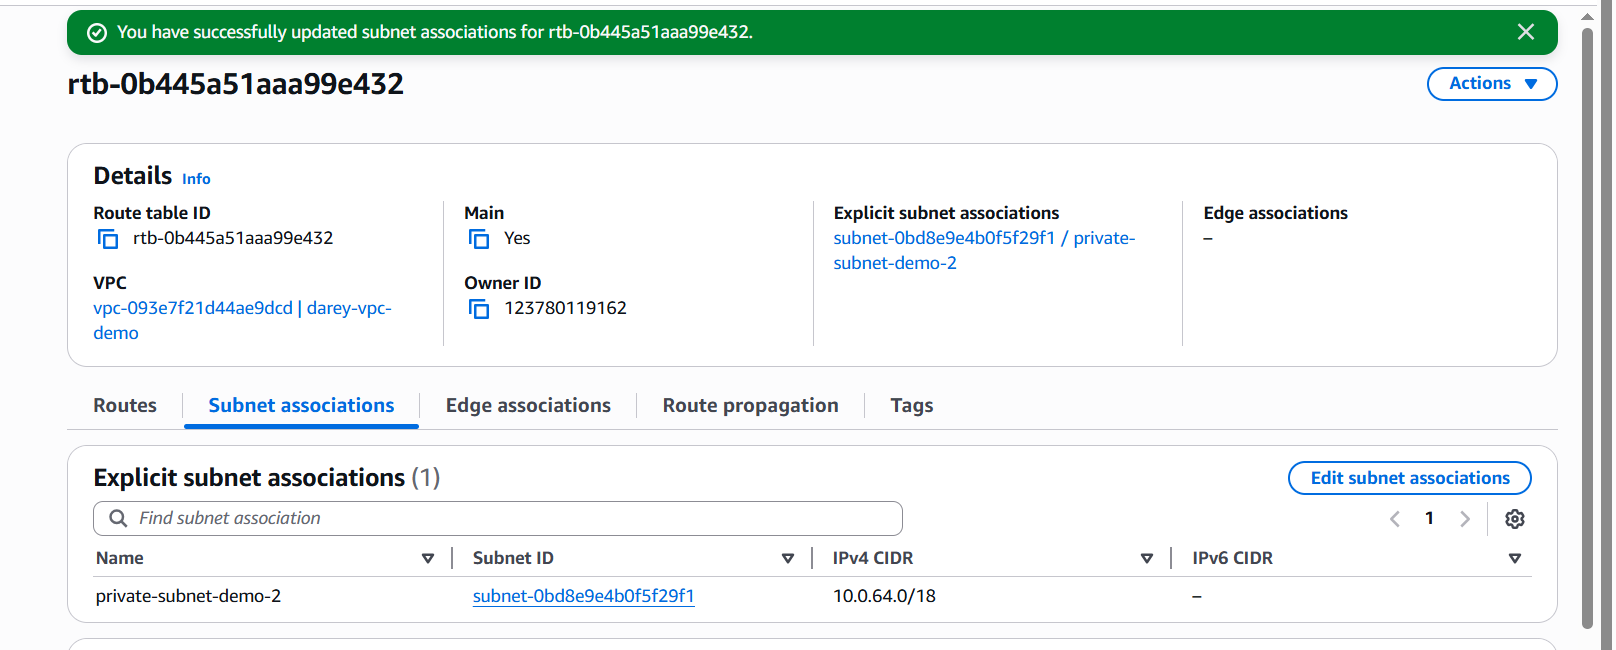 You have successfully updated subnet associations for rtb-0b445a51aaa99e432.
rtb-0b445a51aaa99e432
Actions
Details Info
Route table ID
rtb-0b445a51aaa99e432
Main
Yes
Explicit subnet associations
subnet-0bd8e9e4b0f5f29f1 / private-
subnet-demo-2
Edge associations
–
VPC
vpc-093e7f21d44ae9dcd | darey-vpc-
demo
Owner ID
123780119162
Routes
Subnet associations
Edge associations
Route propagation
Tags
Explicit subnet associations (1)
Edit subnet associations
Find subnet association
1
Name Subnet ID IPv4 CIDR IPv6 CIDR
private-subnet-demo-2 subnet-0bd8e9e4b0f5f29f1 10.0.64.0/18 –